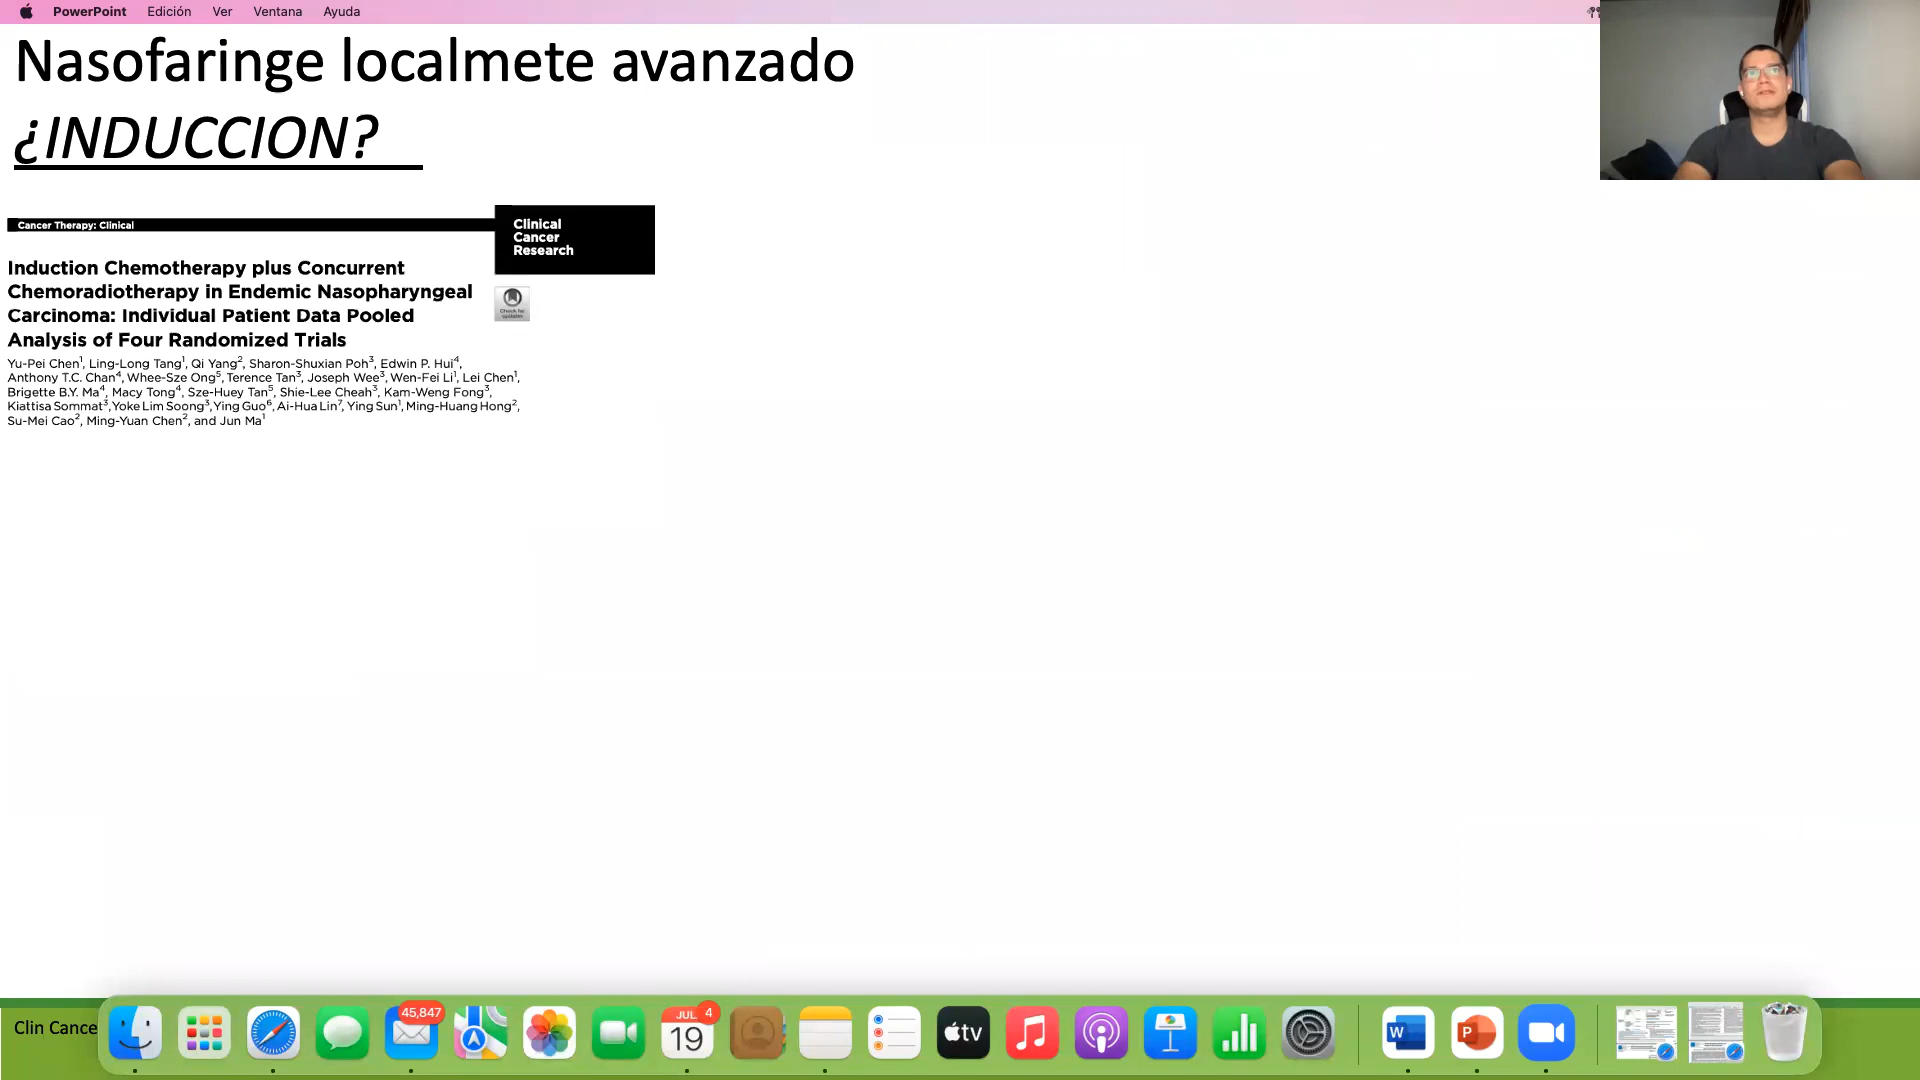 PowerPoint Edición Ver Ventana Ayuda
Nasofaringe localmete avanzado
¿INDUCCION?
Cancer Therapy: Clinical
Clinical
Cancer
Research
Induction Chemotherapy plus Concurrent
Chemoradiotherapy in Endemic Nasopharyngeal
Carcinoma: Individual Patient Data Pooled
Analysis of Four Randomized Trials
Check for
updates
Yu-Pei Chen1, Ling-Long Tang1, Qi Yang2, Sharon-Shuxian Poh3, Edwin P. Hui4,
Anthony T.C. Chan4, Whee-Sze Ong5, Terence Tan3, Joseph Wee3, Wen-Fei Li1, Lei Chen1,
Brigette B.Y. Ma4, Macy Tong4, Sze-Huey Tan5, Shie-Lee Cheah3, Kam-Weng Fong3,
Kiattisa Sommat3, Yoke Lim Soong3, Ying Guo6, Ai-Hua Lin7, Ying Sun1, Ming-Huang Hong2,
Su-Mei Cao2, Ming-Yuan Chen2, and Jun Ma1
Clin Cance
45,847
JUL 4
19
tv
W
P